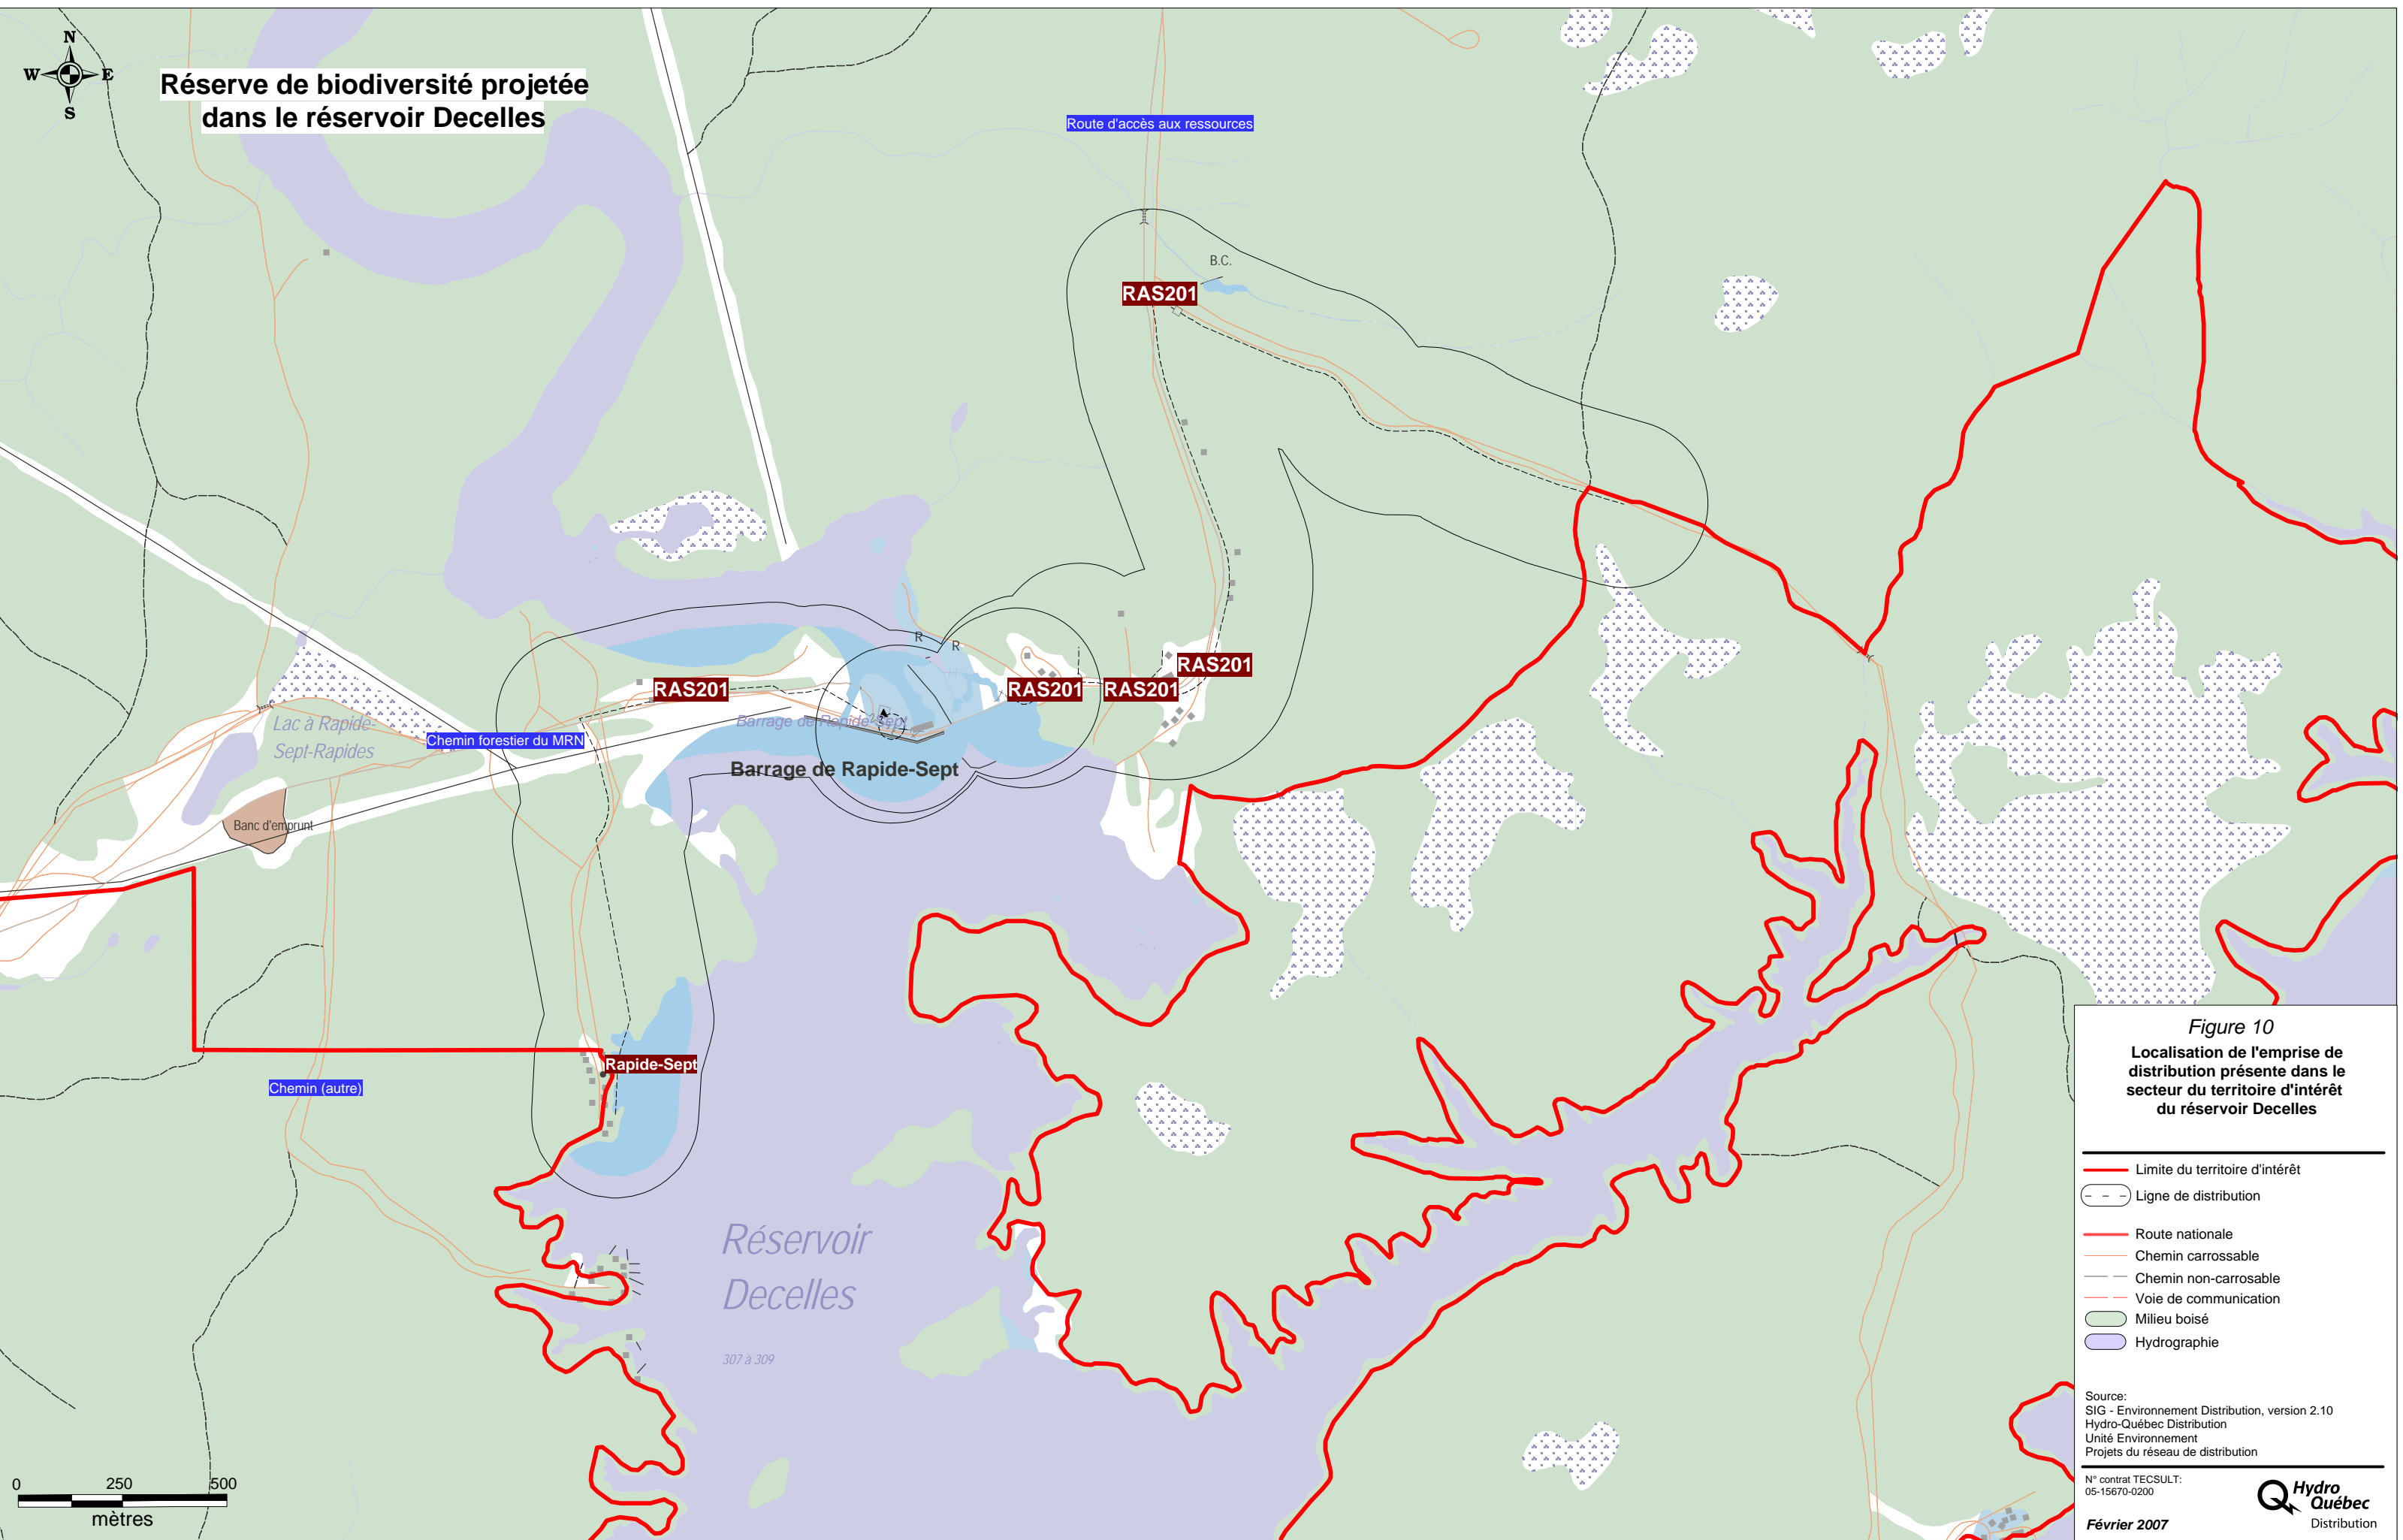 N
W E
S
Réserve de biodiversité projetée
dans le réservoir Decelles
Route d'accès aux ressources
B.C.
RAS201
R
R
RAS201
RAS201
RAS201
RAS201
Barrage de Rapide-Sept
Lac à Rapide-
Sept-Rapides
Chemin forestier du MRN
Barrage de Rapide-Sept
Banc d'emprunt
Rapide-Sept
Chemin (autre)
Réservoir
Decelles
307 à 309
0 250 500
mètres
Figure 10
Localisation de l'emprise de
distribution présente dans le
secteur du territoire d'intérêt
du réservoir Decelles
Limite du territoire d'intérêt
Ligne de distribution
Route nationale
Chemin carrossable
Chemin non-carrosable
Voie de communication
Milieu boisé
Hydrographie
Source:
SIG - Environnement Distribution, version 2.10
Hydro-Québec Distribution
Unité Environnement
Projets du réseau de distribution
N° contrat TECSULT:
05-15670-0200
Hydro
Québec
Distribution
Février 2007